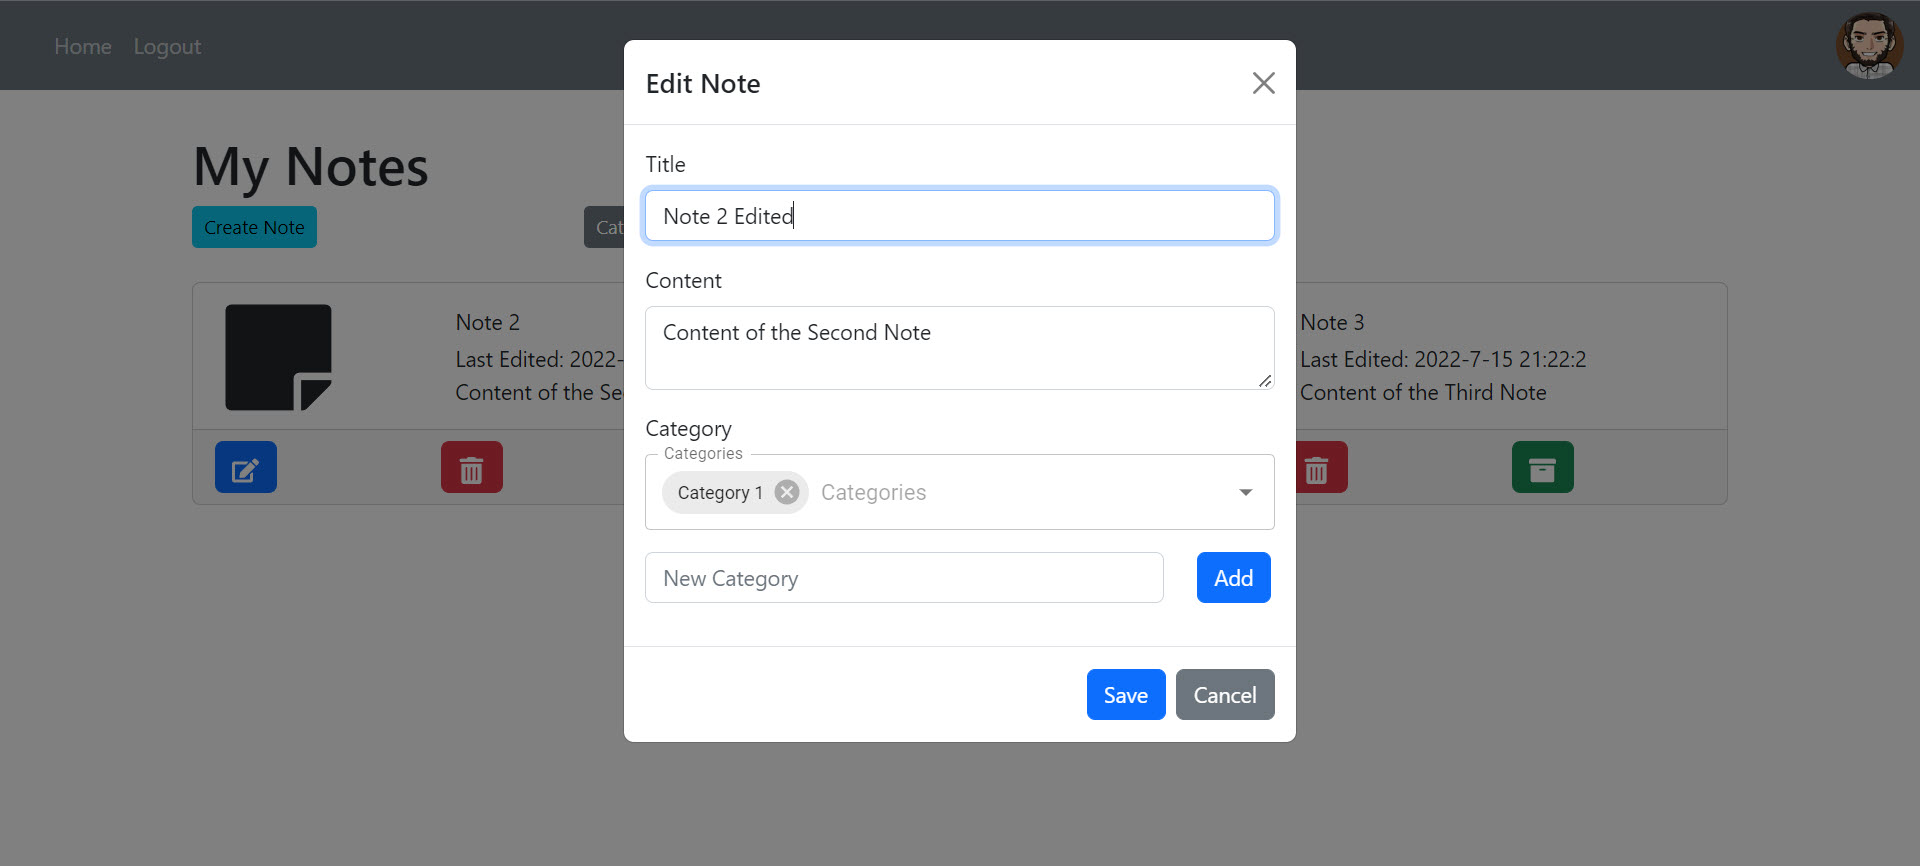 Home Logout
Edit Note
My Notes
Create Note
Cat
Title
Note 2 Edited
Content
Content of the Second Note
Note 2
Last Edited: 2022-
Content of the Se
Note 3
Last Edited: 2022-7-15 21:22:2
Content of the Third Note
Category
Categories
Category 1 Categories
New Category Add
Save Cancel